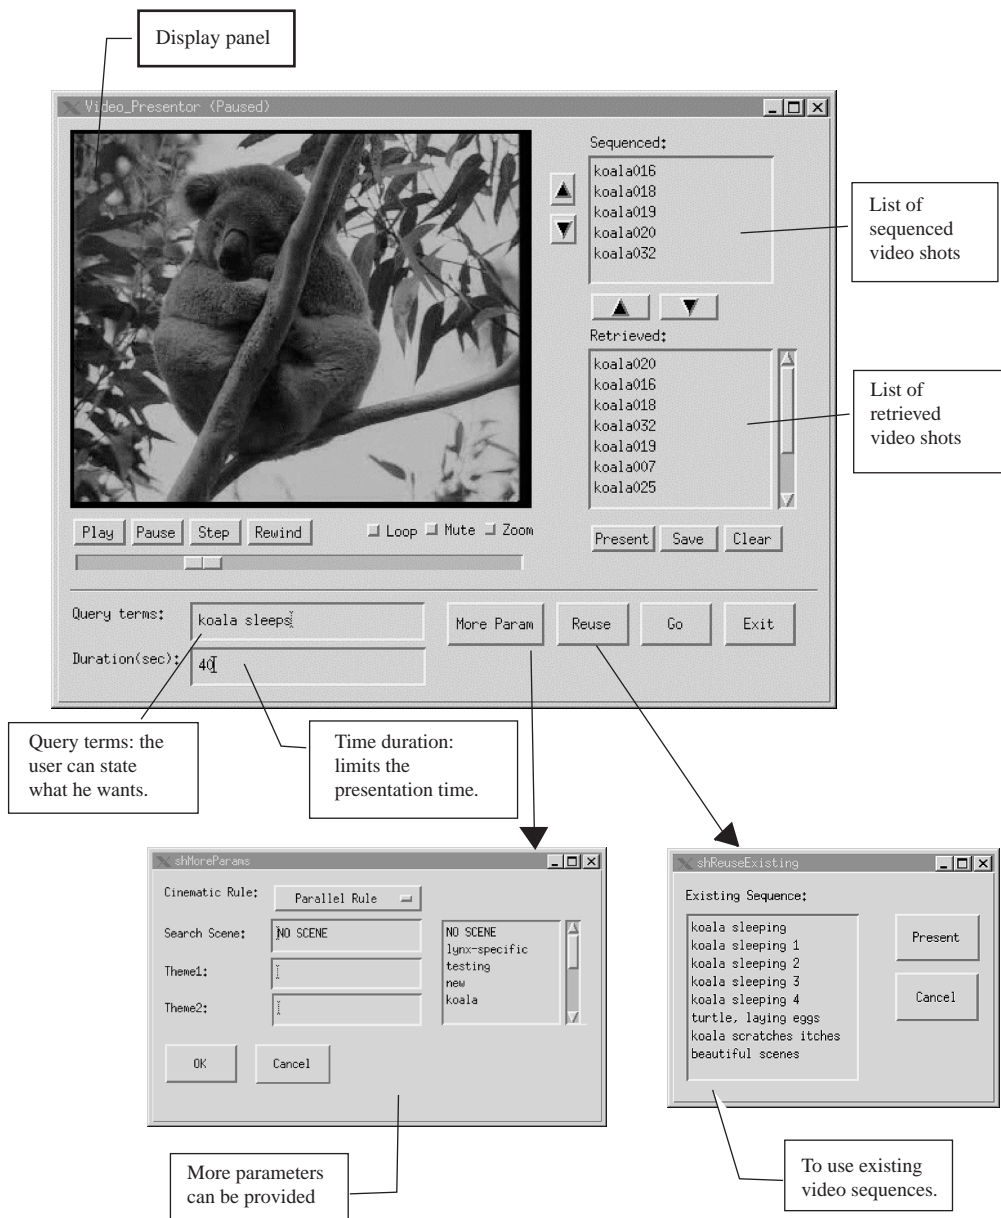 Display panel
Video_Presentor (Paused)
Sequenced:
koala016
koala018
koala019
koala020
koala032
List of
sequenced
video shots
Retrieved:
koala020
koala016
koala018
koala032
koala019
koala007
koala025
List of
retrieved
video shots
Play Pause Step Rewind Loop Mute Zoom
Present Save Clear
Query terms: koala sleeps
More Param Reuse Go Exit
Duration(sec): 40
Query terms: the
user can state
what he wants.
Time duration:
limits the
presentation time.
shMoreParams
Cinematic Rule: Parallel Rule
Search Scene: NO SCENE
Theme1:
Theme2:
NO SCENE
lynx-specific
testing
new
koala
OK Cancel
More parameters
can be provided
shReuseExisting
Existing Sequence:
koala sleeping
koala sleeping 1
koala sleeping 2
koala sleeping 3
koala sleeping 4
turtle, laying eggs
koala scratches itches
beautiful scenes
Present
Cancel
To use existing
video sequences.